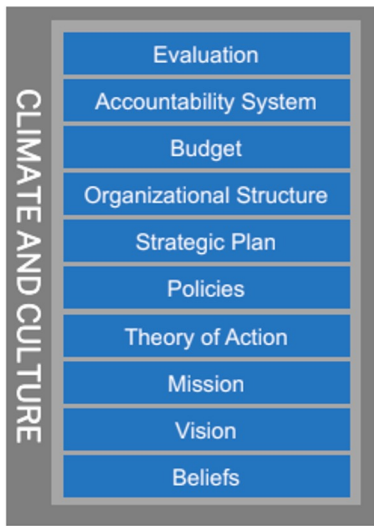 CLIMATE AND CULTURE
Evaluation
Accountability System
Budget
Organizational Structure
Strategic Plan
Policies
Theory of Action
Mission
Vision
Beliefs